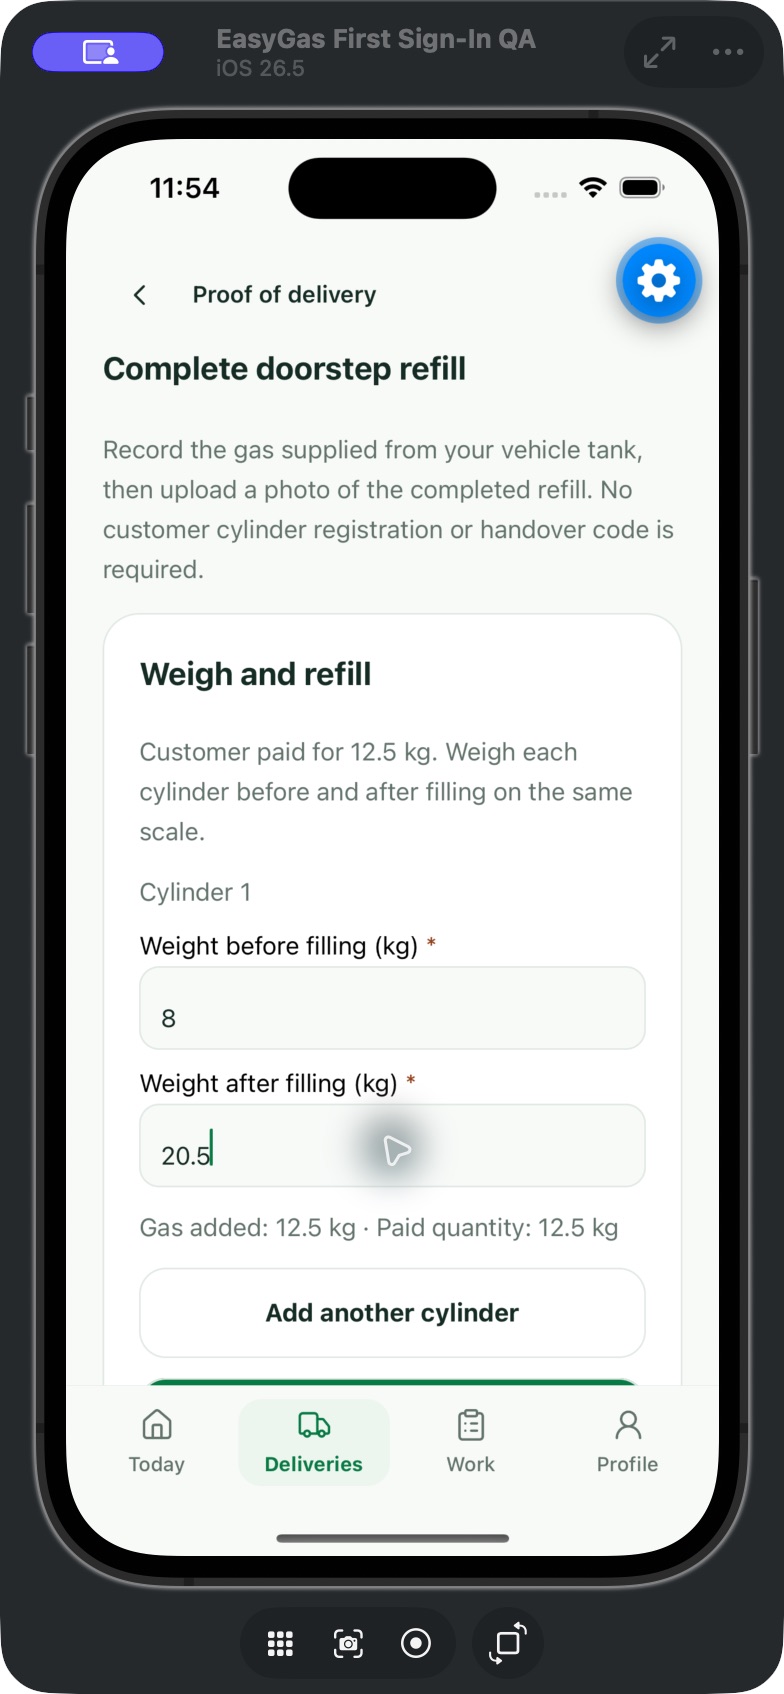 EasyGas First Sign-In QA
iOS 26.5
11:54
Proof of delivery
Complete doorstep refill
Record the gas supplied from your vehicle tank,
then upload a photo of the completed refill. No
customer cylinder registration or handover code is
required.
Weigh and refill
Customer paid for 12.5 kg. Weigh each
cylinder before and after filling on the same
scale.
Cylinder 1
Weight before filling (kg) *
8
Weight after filling (kg) *
20.5
Gas added: 12.5 kg · Paid quantity: 12.5 kg
Add another cylinder
Today
Deliveries
Work
Profile